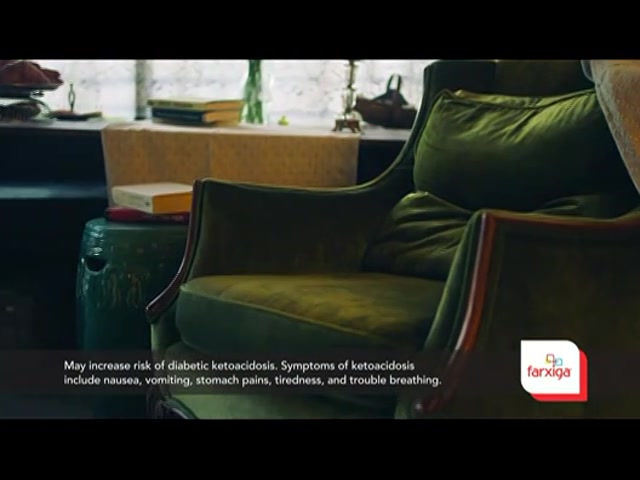 May increase risk of diabetic ketoacidosis. Symptoms of ketoacidosis
include nausea, vomiting, stomach pains, tiredness, and trouble breathing.
farxiga